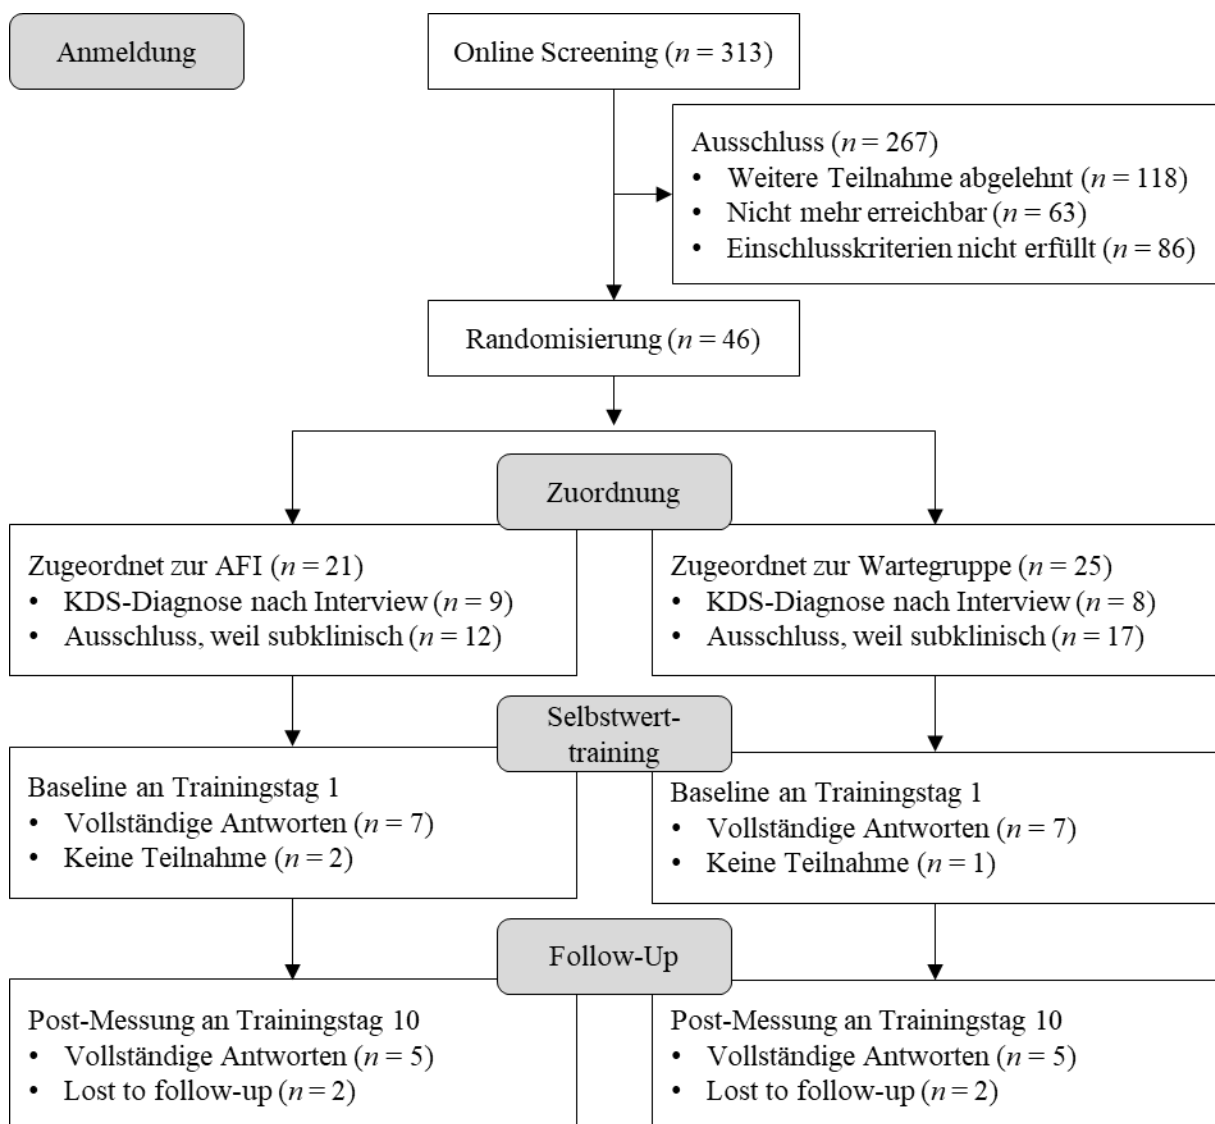 Anmeldung
Online Screening (n = 313)
Ausschluss (n = 267)
• Weitere Teilnahme abgelehnt (n = 118)
• Nicht mehr erreichbar (n = 63)
• Einschlusskriterien nicht erfüllt (n = 86)
Randomisierung (n = 46)
Zuordnung
Zugeordnet zur AFI (n = 21)
• KDS-Diagnose nach Interview (n = 9)
• Ausschluss, weil subklinisch (n = 12)
Zugeordnet zur Wartegruppe (n = 25)
• KDS-Diagnose nach Interview (n = 8)
• Ausschluss, weil subklinisch (n = 17)
Selbstwert-
training
Baseline an Trainingstag 1
• Vollständige Antworten (n = 7)
• Keine Teilnahme (n = 2)
Baseline an Trainingstag 1
• Vollständige Antworten (n = 7)
• Keine Teilnahme (n = 1)
Follow-Up
Post-Messung an Trainingstag 10
• Vollständige Antworten (n = 5)
• Lost to follow-up (n = 2)
Post-Messung an Trainingstag 10
• Vollständige Antworten (n = 5)
• Lost to follow-up (n = 2)